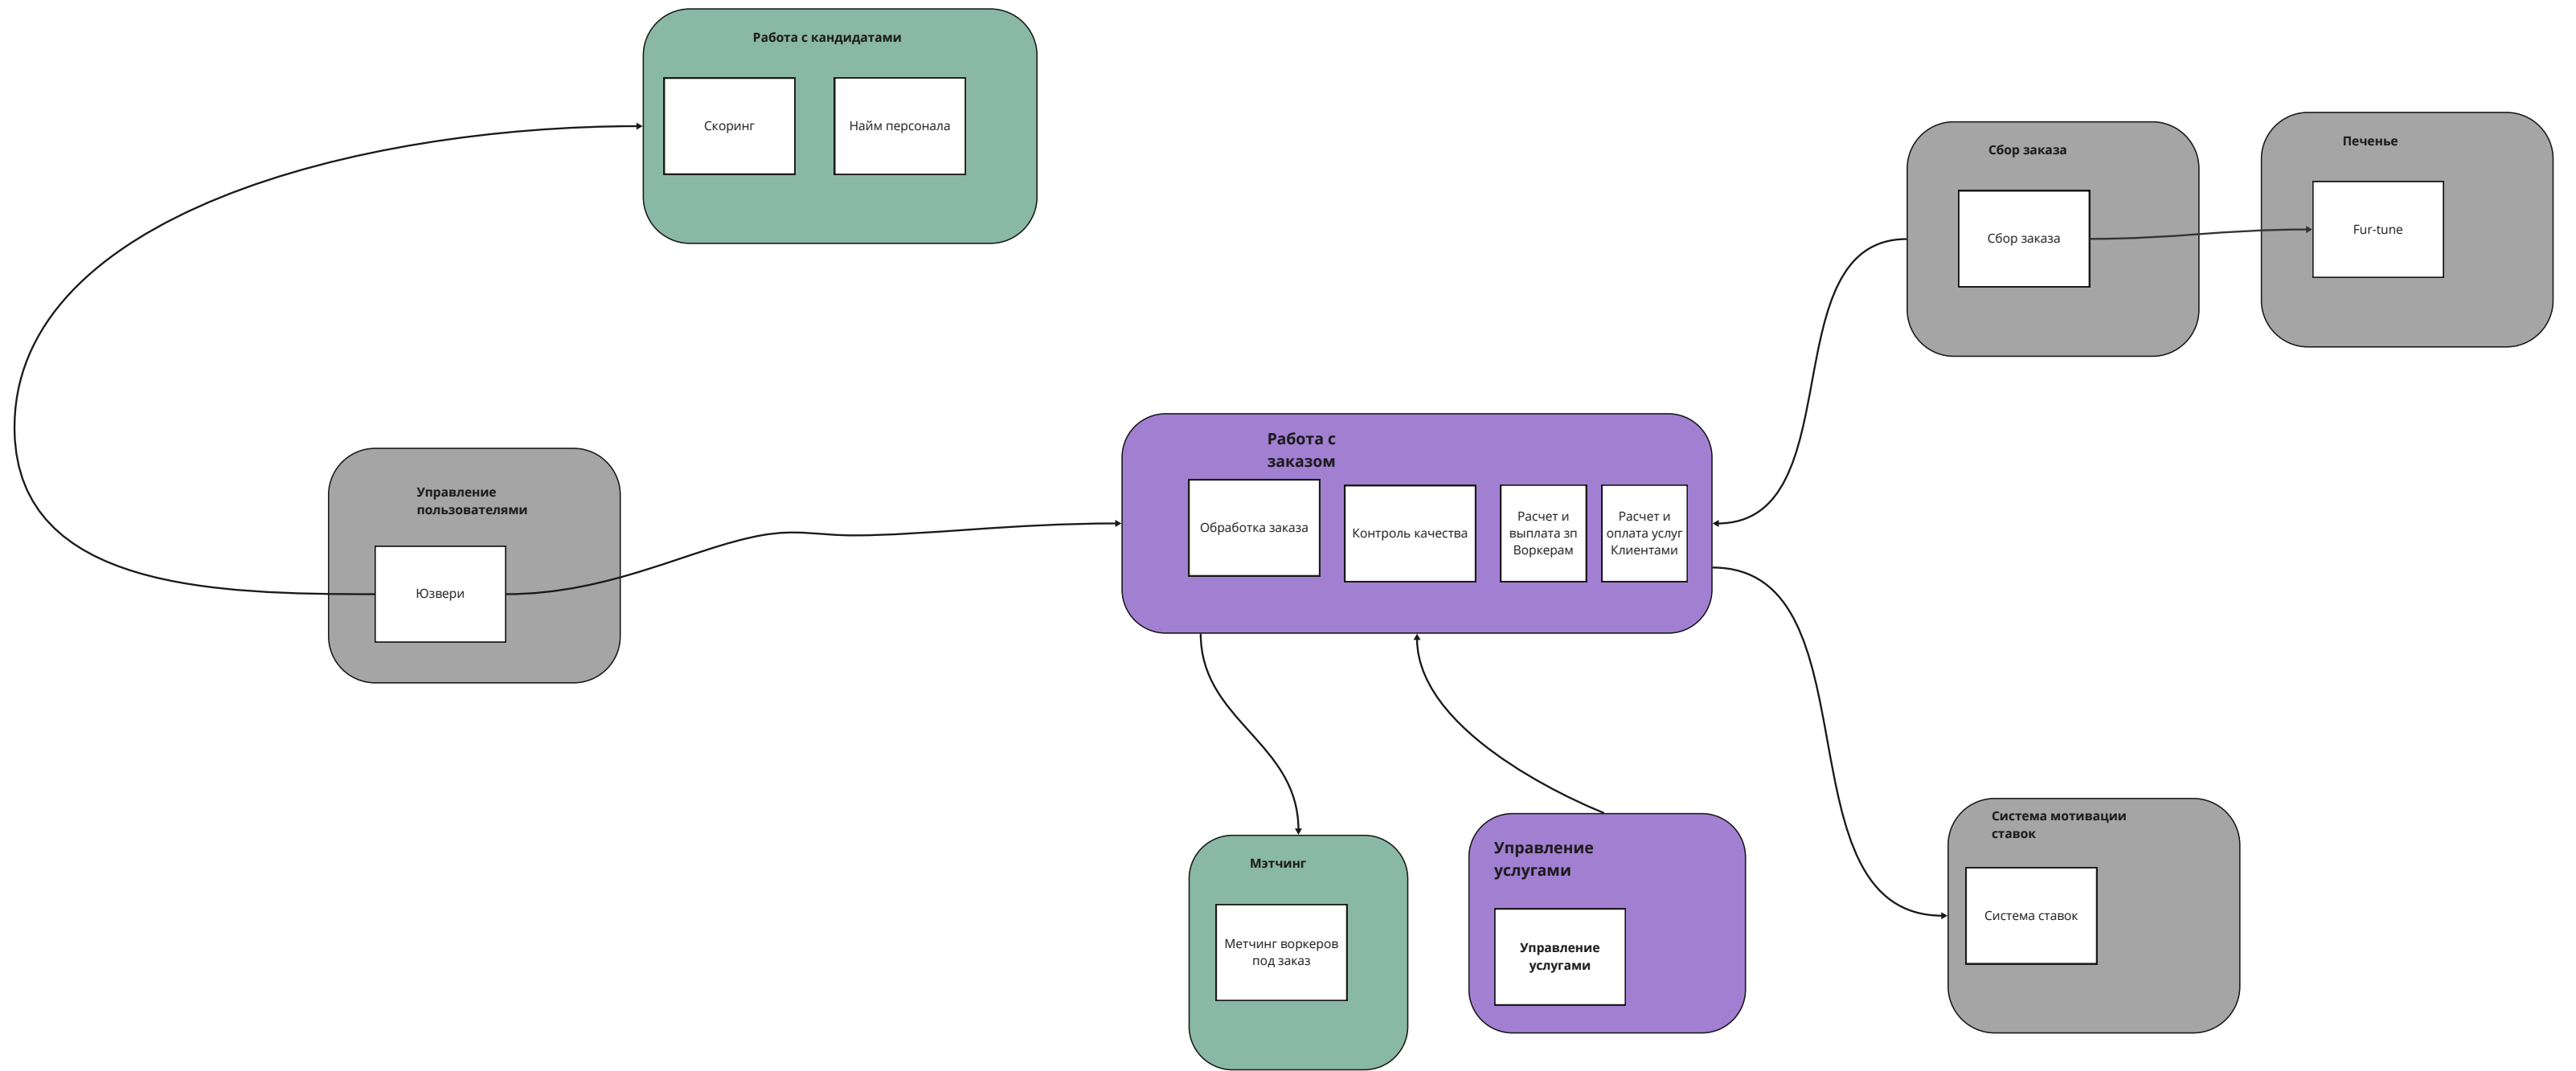 Работа с кандидатами
Скоринг
Найм персонала
Сбор заказа
Сбор заказа
Печенье
Fur-tune
Управление
пользователями
Юзвери
Работа с
заказом
Обработка заказа
Контроль качества
Расчет и
выплата зп
Воркерам
Расчет и
оплата услуг
Клиентами
Мэтчинг
Метчинг воркеров
под заказ
Управление
услугами
Управление
услугами
Система мотивации
ставок
Система ставок